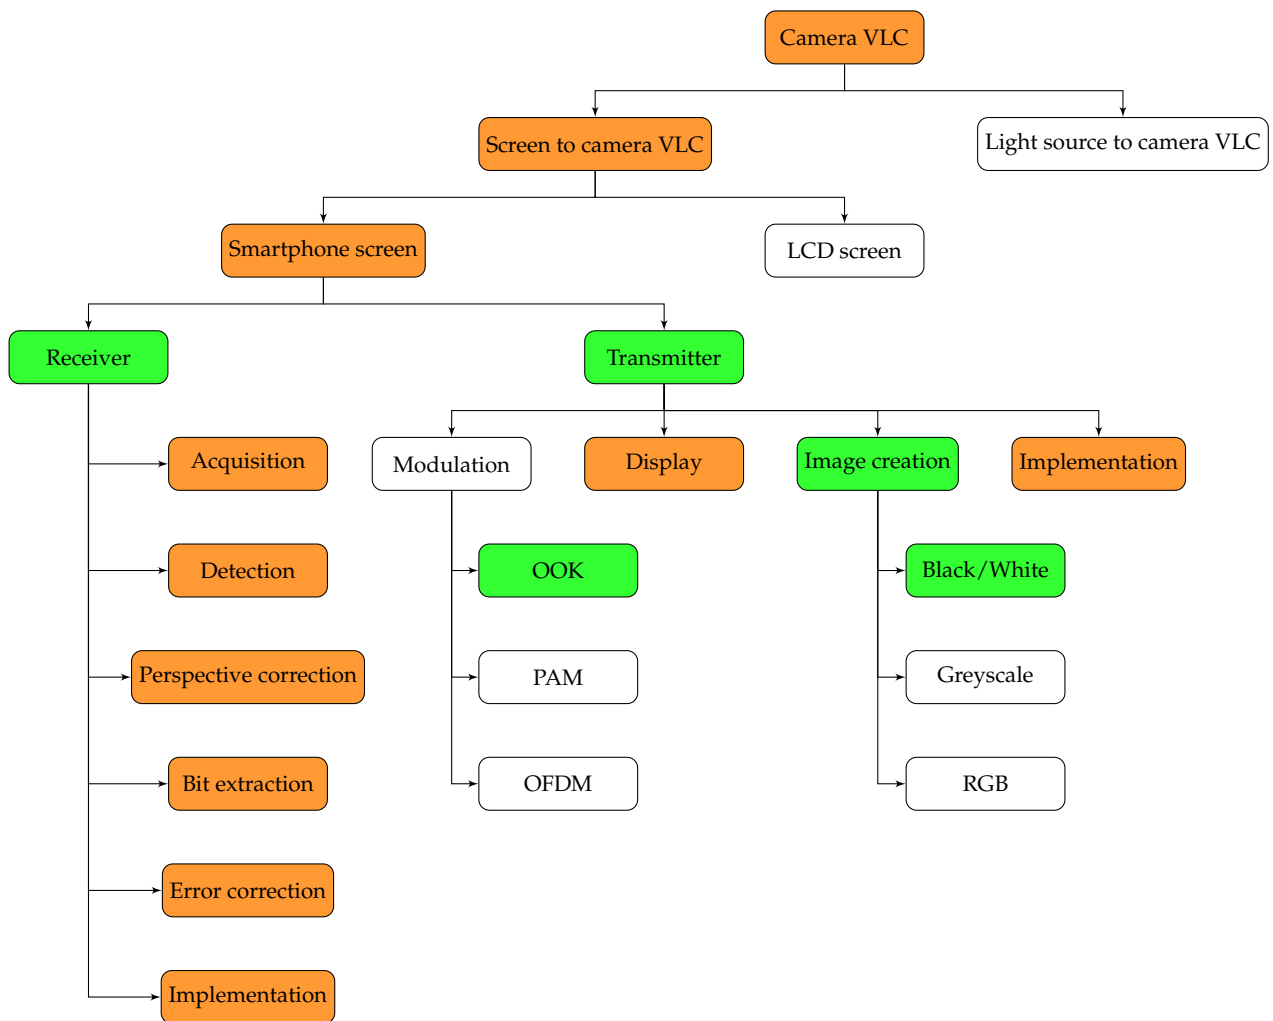 Camera VLC
Screen to camera VLC
Light source to camera VLC
Smartphone screen
LCD screen
Receiver
Transmitter
Acquisition
Modulation
Display
Image creation
Implementation
Detection
OOK
Black/White
Perspective correction
PAM
Greyscale
Bit extraction
OFDM
RGB
Error correction
Implementation